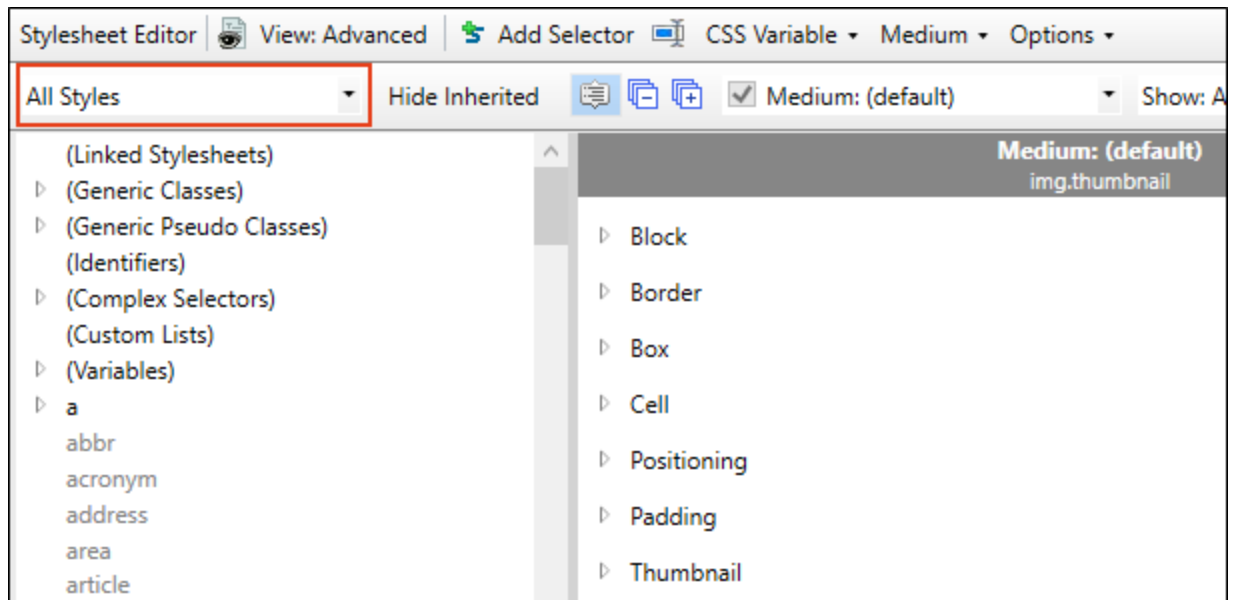 Stylesheet Editor View: Advanced Add Selector CSS Variable Medium Options
All Styles Hide Inherited Medium: (default) Show: A
(Linked Stylesheets)
(Generic Classes)
(Generic Pseudo Classes)
(Identifiers)
(Complex Selectors)
(Custom Lists)
(Variables)
a
abbr
acronym
address
area
article
Medium: (default)
img.thumbnail
Block
Border
Box
Cell
Positioning
Padding
Thumbnail